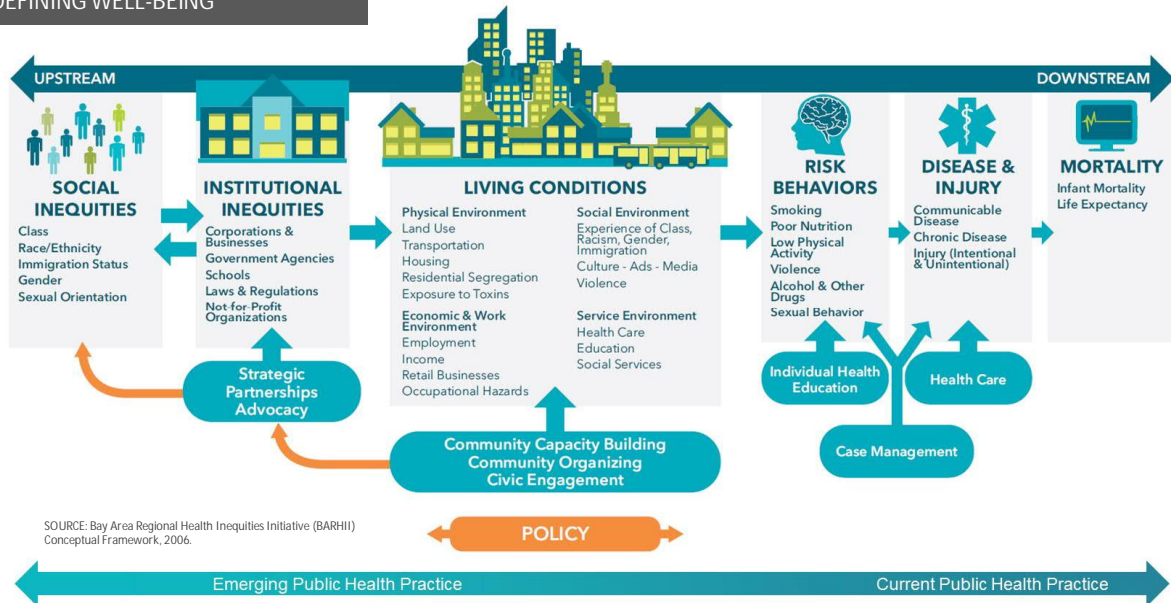 DEFINING WELL-BEING
UPSTREAM
DOWNSTREAM
SOCIAL
INEQUITIES
Class
Race/Ethnicity
Immigration Status
Gender
Sexual Orientation
INSTITUTIONAL
INEQUITIES
Corporations &
Businesses
Government Agencies
Schools
Laws & Regulations
Not-for-Profit
Organizations
LIVING CONDITIONS
Physical Environment
Land Use
Transportation
Housing
Residential Segregation
Exposure to Toxins
Economic & Work
Environment
Employment
Income
Retail Businesses
Occupational Hazards
Social Environment
Experience of Class,
Racism, Gender,
Immigration
Culture - Ads - Media
Violence
Service Environment
Health Care
Education
Social Services
RISK
BEHAVIORS
Smoking
Poor Nutrition
Low Physical
Activity
Violence
Alcohol & Other
Drugs
Sexual Behavior
DISEASE &
INJURY
Communicable
Disease
Chronic Disease
Injury (Intentional
& Unintentional)
MORTALITY
Infant Mortality
Life Expectancy
Strategic
Partnerships
Advocacy
Community Capacity Building
Community Organizing
Civic Engagement
Individual Health
Education
Health Care
Case Management
SOURCE: Bay Area Regional Health Inequities Initiative (BARHII)
Conceptual Framework, 2006.
POLICY
Emerging Public Health Practice
Current Public Health Practice